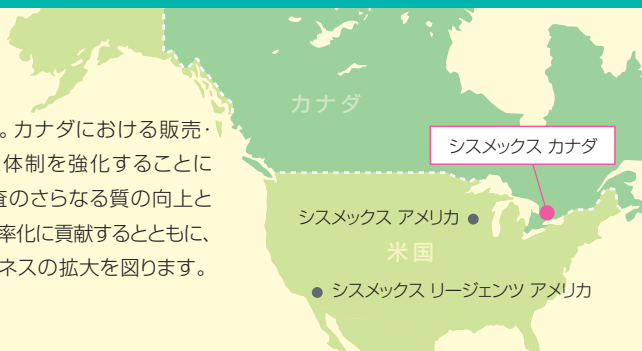 。カナダにおける販売・
体制を強化することに
査のさらなる質の向上と
率化に貢献するとともに、
ネスの拡大を図ります。
カナダ
シスメックス カナダ
シスメックス アメリカ
米国
シスメックス リージェンツ アメリカ